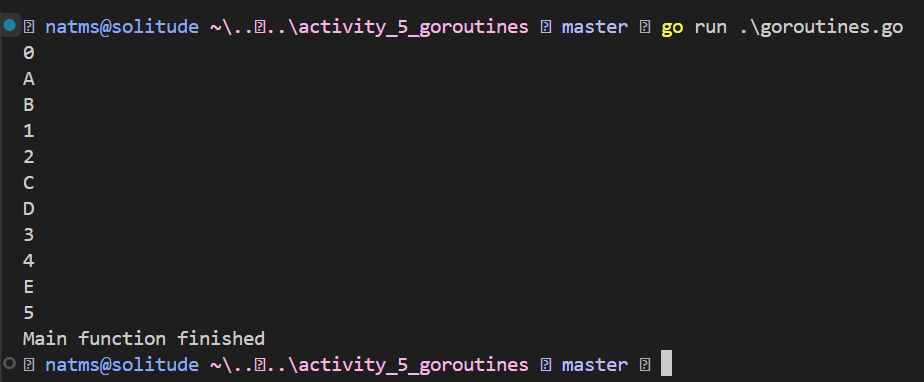 natms@solitude ~\....\activity_5_goroutines master go run .\goroutines.go
0
A
B
1
2
C
D
3
4
E
5
Main function finished
natms@solitude ~\....\activity_5_goroutines master